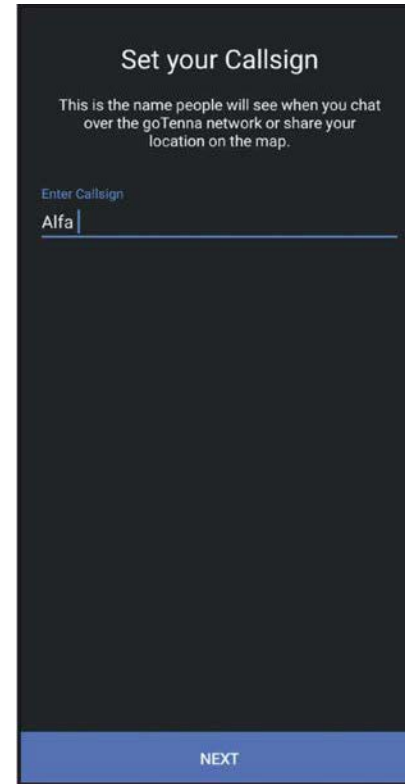 Set your Callsign
This is the name people will see when you chat
over the goTenna network or share your
location on the map.
Enter Callsign
Alfa
NEXT